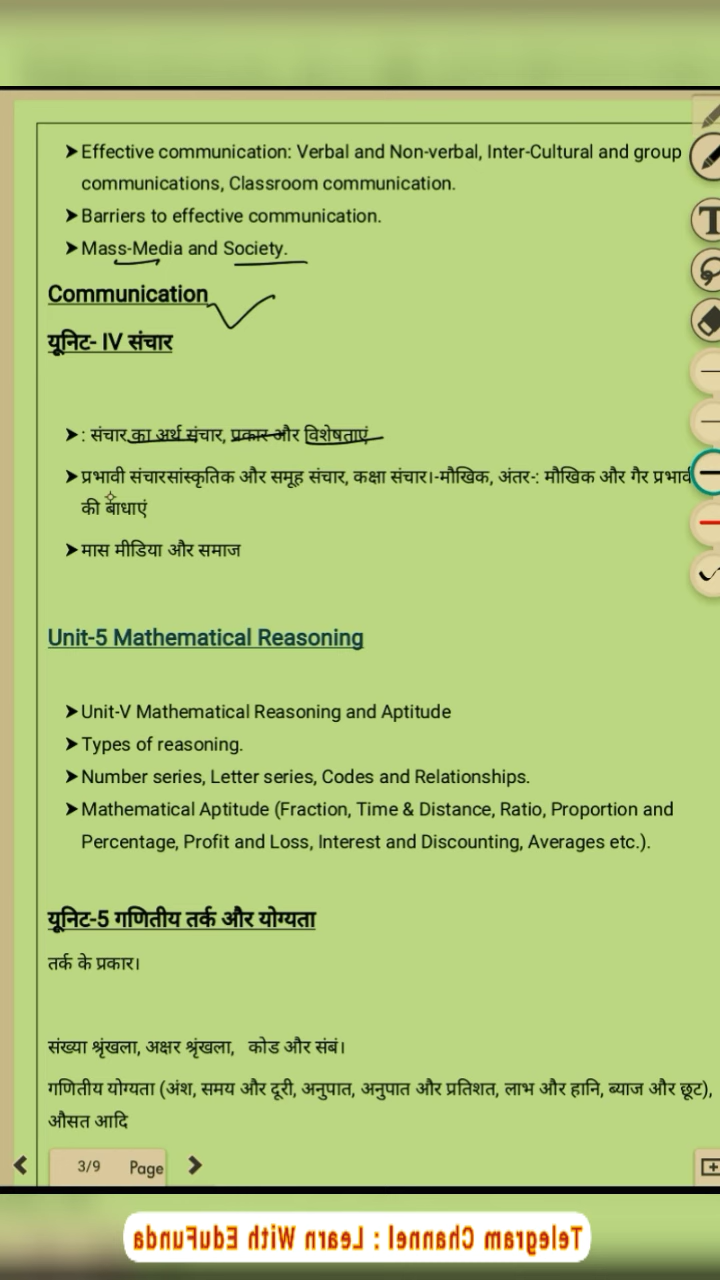 ➤Effective communication: Verbal and Non-verbal, Inter-Cultural and group
communications, Classroom communication.
➤Barriers to effective communication.
➤Mass-Media and Society.
Communication
यूनिट- IV संचार
➤: संचार का अर्थ संचार, प्रकार और विशेषताएं
➤प्रभावी संचारसांस्कृतिक और समूह संचार, कक्षा संचार।-मौखिक, अंतर-: मौखिक और गैर प्रभावी
की बाधाएं
➤मास मीडिया और समाज
Unit-5 Mathematical Reasoning
➤Unit-V Mathematical Reasoning and Aptitude
➤Types of reasoning.
➤Number series, Letter series, Codes and Relationships.
➤Mathematical Aptitude (Fraction, Time & Distance, Ratio, Proportion and
Percentage, Profit and Loss, Interest and Discounting, Averages etc.).
यूनिट-5 गणितीय तर्क और योग्यता
तर्क के प्रकार।
संख्या श्रृंखला, अक्षर श्रृंखला, कोड और संबं।
गणितीय योग्यता (अंश, समय और दूरी, अनुपात, अनुपात और प्रतिशत, लाभ और हानि, ब्याज और छूट),
औसत आदि
3/9 Page
Telegram Channel : Learn With EduFunda